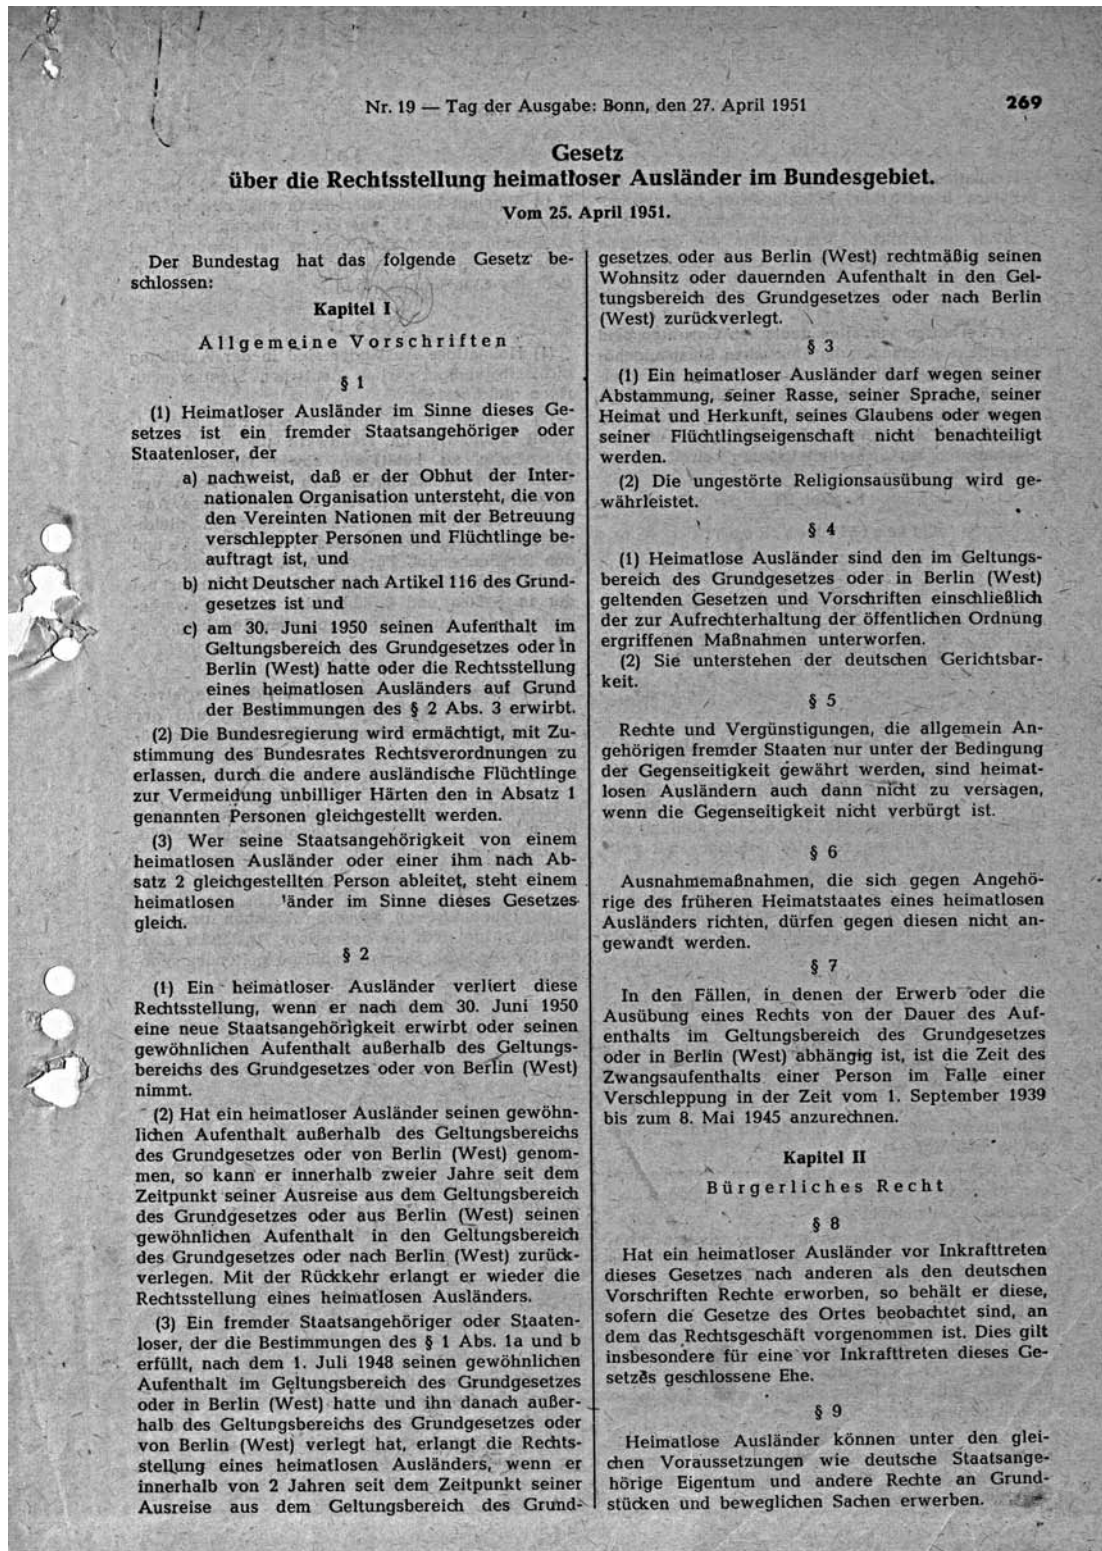 Nr. 19 — Tag der Ausgabe: Bonn, den 27. April 1951
269
Gesetz
über die Rechtsstellung heimatloser Ausländer im Bundesgebiet.
Vom 25. April 1951.
Der Bundestag hat das folgende Gesetz be-
schlossen:
Kapitel I
Allgemeine Vorschriften
§ 1
(1) Heimatloser Ausländer im Sinne dieses Ge-
setzes ist ein fremder Staatsangehöriger oder
Staatenloser, der
a) nachweist, daß er der Obhut der Inter-
nationalen Organisation untersteht, die von
den Vereinten Nationen mit der Betreuung
verschleppter Personen und Flüchtlinge be-
auftragt ist, und
b) nicht Deutscher nach Artikel 116 des Grund-
gesetzes ist und
c) am 30. Juni 1950 seinen Aufenthalt im
Geltungsbereich des Grundgesetzes oder in
Berlin (West) hatte oder die Rechtsstellung
eines heimatlosen Ausländers auf Grund
der Bestimmungen des § 2 Abs. 3 erwirbt.
(2) Die Bundesregierung wird ermächtigt, mit Zu-
stimmung des Bundesrates Rechtsverordnungen zu
erlassen, durch die andere ausländische Flüchtlinge
zur Vermeidung unbilliger Härten den in Absatz 1
genannten Personen gleichgestellt werden.
(3) Wer seine Staatsangehörigkeit von einem
heimatlosen Ausländer oder einer ihm nach Ab-
satz 2 gleichgestellten Person ableitet, steht einem
heimatlosen änder im Sinne dieses Gesetzes
gleich.
§ 2
(1) Ein heimatloser Ausländer verliert diese
Rechtsstellung, wenn er nach dem 30. Juni 1950
eine neue Staatsangehörigkeit erwirbt oder seinen
gewöhnlichen Aufenthalt außerhalb des Geltungs-
bereichs des Grundgesetzes oder von Berlin (West)
nimmt.
(2) Hat ein heimatloser Ausländer seinen gewöhn-
lichen Aufenthalt außerhalb des Geltungsbereichs
des Grundgesetzes oder von Berlin (West) genom-
men, so kann er innerhalb zweier Jahre seit dem
Zeitpunkt seiner Ausreise aus dem Geltungsbereich
des Grundgesetzes oder aus Berlin (West) seinen
gewöhnlichen Aufenthalt in den Geltungsbereich
des Grundgesetzes oder nach Berlin (West) zurück-
verlegen. Mit der Rückkehr erlangt er wieder die
Rechtsstellung eines heimatlosen Ausländers.
(3) Ein fremder Staatsangehöriger oder Staaten-
loser, der die Bestimmungen des § 1 Abs. 1a und b
erfüllt, nach dem 1. Juli 1948 seinen gewöhnlichen
Aufenthalt im Geltungsbereich des Grundgesetzes
oder in Berlin (West) hatte und ihn danach außer-
halb des Geltungsbereichs des Grundgesetzes oder
von Berlin (West) verlegt hat, erlangt die Rechts-
stellung eines heimatlosen Ausländers, wenn er
innerhalb von 2 Jahren seit dem Zeitpunkt seiner
Ausreise aus dem Geltungsbereich des Grund-
gesetzes oder aus Berlin (West) rechtmäßig seinen
Wohnsitz oder dauernden Aufenthalt in den Gel-
tungsbereich des Grundgesetzes oder nach Berlin
(West) zurückverlegt.
§ 3
(1) Ein heimatloser Ausländer darf wegen seiner
Abstammung, seiner Rasse, seiner Sprache, seiner
Heimat und Herkunft, seines Glaubens oder wegen
seiner Flüchtlingseigenschaft nicht benachteiligt
werden.
(2) Die ungestörte Religionsausübung wird ge-
währleistet.
§ 4
(1) Heimatlose Ausländer sind den im Geltungs-
bereich des Grundgesetzes oder in Berlin (West)
geltenden Gesetzen und Vorschriften einschließlich
der zur Aufrechterhaltung der öffentlichen Ordnung
ergriffenen Maßnahmen unterworfen.
(2) Sie unterstehen der deutschen Gerichtsbar-
keit.
§ 5
Rechte und Vergünstigungen, die allgemein An-
gehörigen fremder Staaten nur unter der Bedingung
der Gegenseitigkeit gewährt werden, sind heimat-
losen Ausländern auch dann nicht zu versagen,
wenn die Gegenseitigkeit nicht verbürgt ist.
§ 6
Ausnahmemaßnahmen, die sich gegen Angehö-
rige des früheren Heimatstaates eines heimatlosen
Ausländers richten, dürfen gegen diesen nicht an-
gewandt werden.
§ 7
In den Fällen, in denen der Erwerb oder die
Ausübung eines Rechts von der Dauer des Auf-
enthalts im Geltungsbereich des Grundgesetzes
oder in Berlin (West) abhängig ist, ist die Zeit des
Zwangsaufenthalts einer Person im Falle einer
Verschleppung in der Zeit vom 1. September 1939
bis zum 8. Mai 1945 anzurechnen.
Kapitel II
Bürgerliches Recht
§ 8
Hat ein heimatloser Ausländer vor Inkrafttreten
dieses Gesetzes nach anderen als den deutschen
Vorschriften Rechte erworben, so behält er diese,
sofern die Gesetze des Ortes beobachtet sind, an
dem das Rechtsgeschäft vorgenommen ist. Dies gilt
insbesondere für eine vor Inkrafttreten dieses Ge-
setzes geschlossene Ehe.
§ 9
Heimatlose Ausländer können unter den glei-
chen Voraussetzungen wie deutsche Staatsange-
hörige Eigentum und andere Rechte an Grund-
stücken und beweglichen Sachen erwerben.